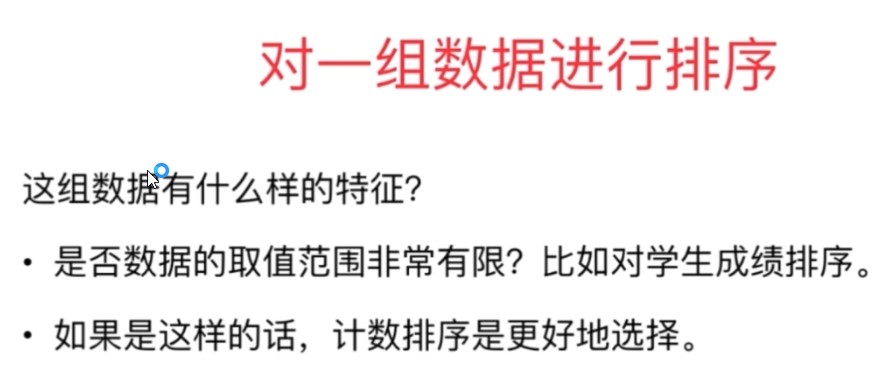 对一组数据进行排序
这组数据有什么样的特征？
• 是否数据的取值范围非常有限？比如对学生成绩排序。
• 如果是这样的话，计数排序是更好地选择。